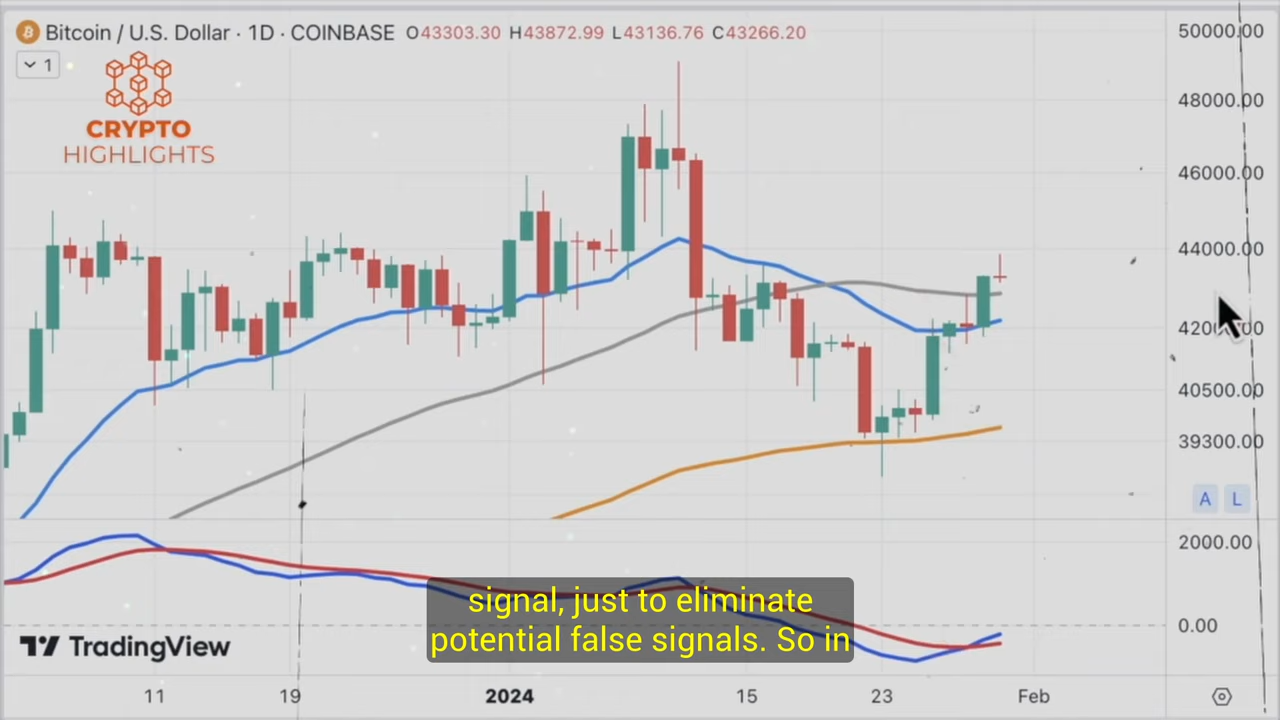 Bitcoin / U.S. Dollar · 1D · COINBASE O43303.30 H43872.99 L43136.76 C43266.20
1
CRYPTO
HIGHLIGHTS
50000.00
48000.00
46000.00
44000.00
42000.00
40500.00
39300.00
A L
2000.00
0.00
signal, just to eliminate
potential false signals. So in
TradingView
11 19 2024 15 23 Feb